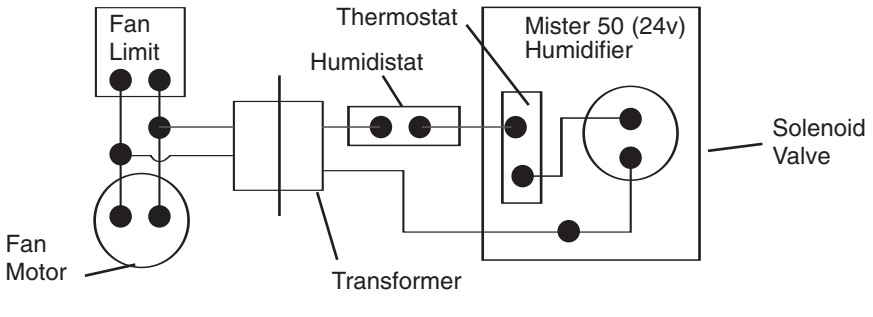 Fan
Limit
Thermostat
Humidistat
Mister 50 (24v)
Humidifier
Solenoid
Valve
Fan
Motor
Transformer